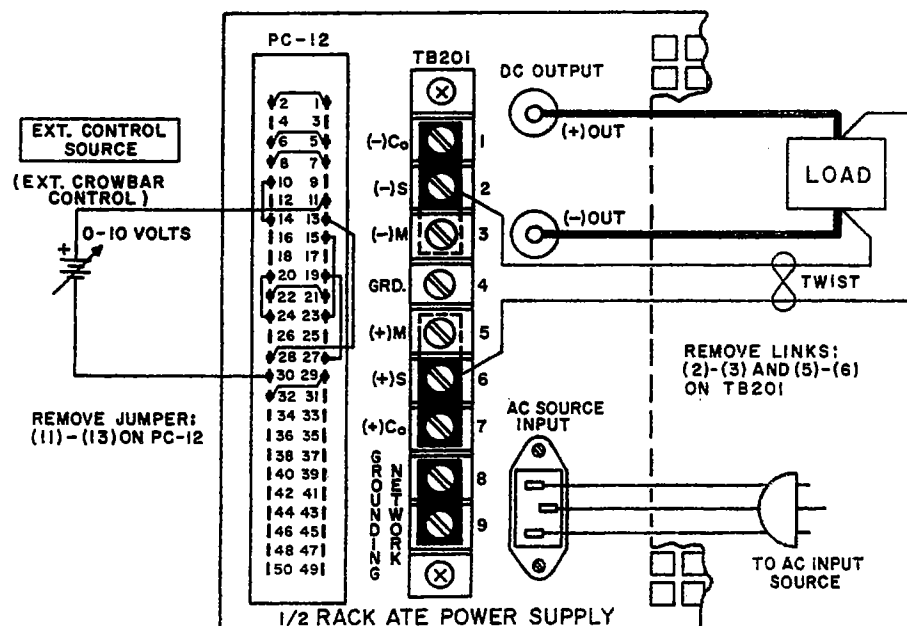 PC-12
TB201
DC OUTPUT
2 1
4 3
6 5
8 7
10 9
12 11
14 13
16 15
18 17
20 19
22 21
24 23
26 25
28 27
30 29
32 31
34 33
36 35
38 37
40 39
42 41
44 43
46 45
48 47
50 49
EXT. CONTROL
SOURCE
(EXT. CROWBAR
CONTROL)
+
0-10 VOLTS
REMOVE JUMPER:
(11)-(13) ON PC-12
(-)Co 1
(-)S 2
(-)M 3
GRD. 4
(+)M 5
(+)S 6
(+)Co 7
8
9
GROUNDING
NETWORK
(+)OUT
(-)OUT
LOAD
TWIST
REMOVE LINKS:
(2)-(3) AND (5)-(6)
ON TB201
AC SOURCE
INPUT
TO AC INPUT
SOURCE
1/2 RACK ATE POWER SUPPLY